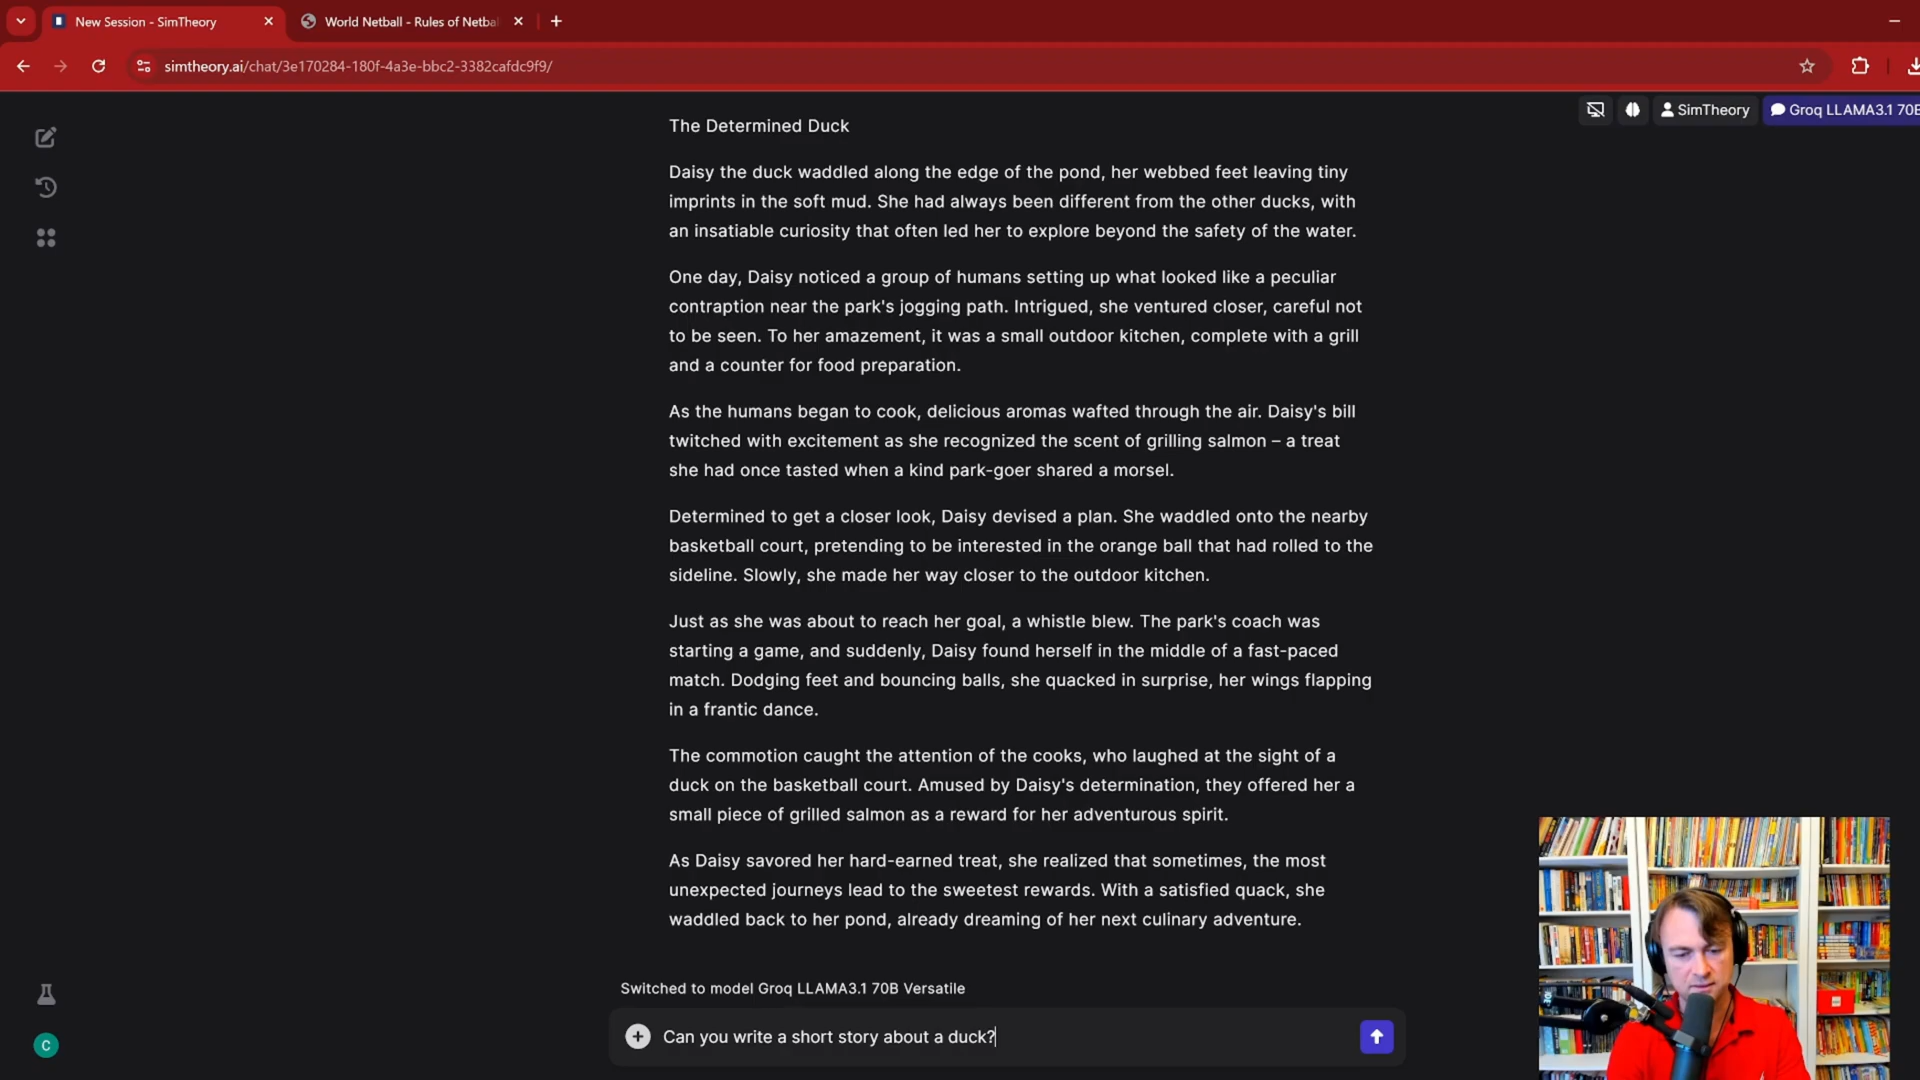 New Session - SimTheory
World Netball - Rules of Netba
simtheory.ai/chat/3e170284-180f-4a3e-bbc2-3382cafdc9f9/
SimTheory
Groq LLAMA3.1 70B
The Determined Duck
Daisy the duck waddled along the edge of the pond, her webbed feet leaving tiny
imprints in the soft mud. She had always been different from the other ducks, with
an insatiable curiosity that often led her to explore beyond the safety of the water.
One day, Daisy noticed a group of humans setting up what looked like a peculiar
contraption near the park's jogging path. Intrigued, she ventured closer, careful not
to be seen. To her amazement, it was a small outdoor kitchen, complete with a grill
and a counter for food preparation.
As the humans began to cook, delicious aromas wafted through the air. Daisy's bill
twitched with excitement as she recognized the scent of grilling salmon – a treat
she had once tasted when a kind park-goer shared a morsel.
Determined to get a closer look, Daisy devised a plan. She waddled onto the nearby
basketball court, pretending to be interested in the orange ball that had rolled to the
sideline. Slowly, she made her way closer to the outdoor kitchen.
Just as she was about to reach her goal, a whistle blew. The park's coach was
starting a game, and suddenly, Daisy found herself in the middle of a fast-paced
match. Dodging feet and bouncing balls, she quacked in surprise, her wings flapping
in a frantic dance.
The commotion caught the attention of the cooks, who laughed at the sight of a
duck on the basketball court. Amused by Daisy's determination, they offered her a
small piece of grilled salmon as a reward for her adventurous spirit.
As Daisy savored her hard-earned treat, she realized that sometimes, the most
unexpected journeys lead to the sweetest rewards. With a satisfied quack, she
waddled back to her pond, already dreaming of her next culinary adventure.
Switched to model Groq LLAMA3.1 70B Versatile
Can you write a short story about a duck?
C